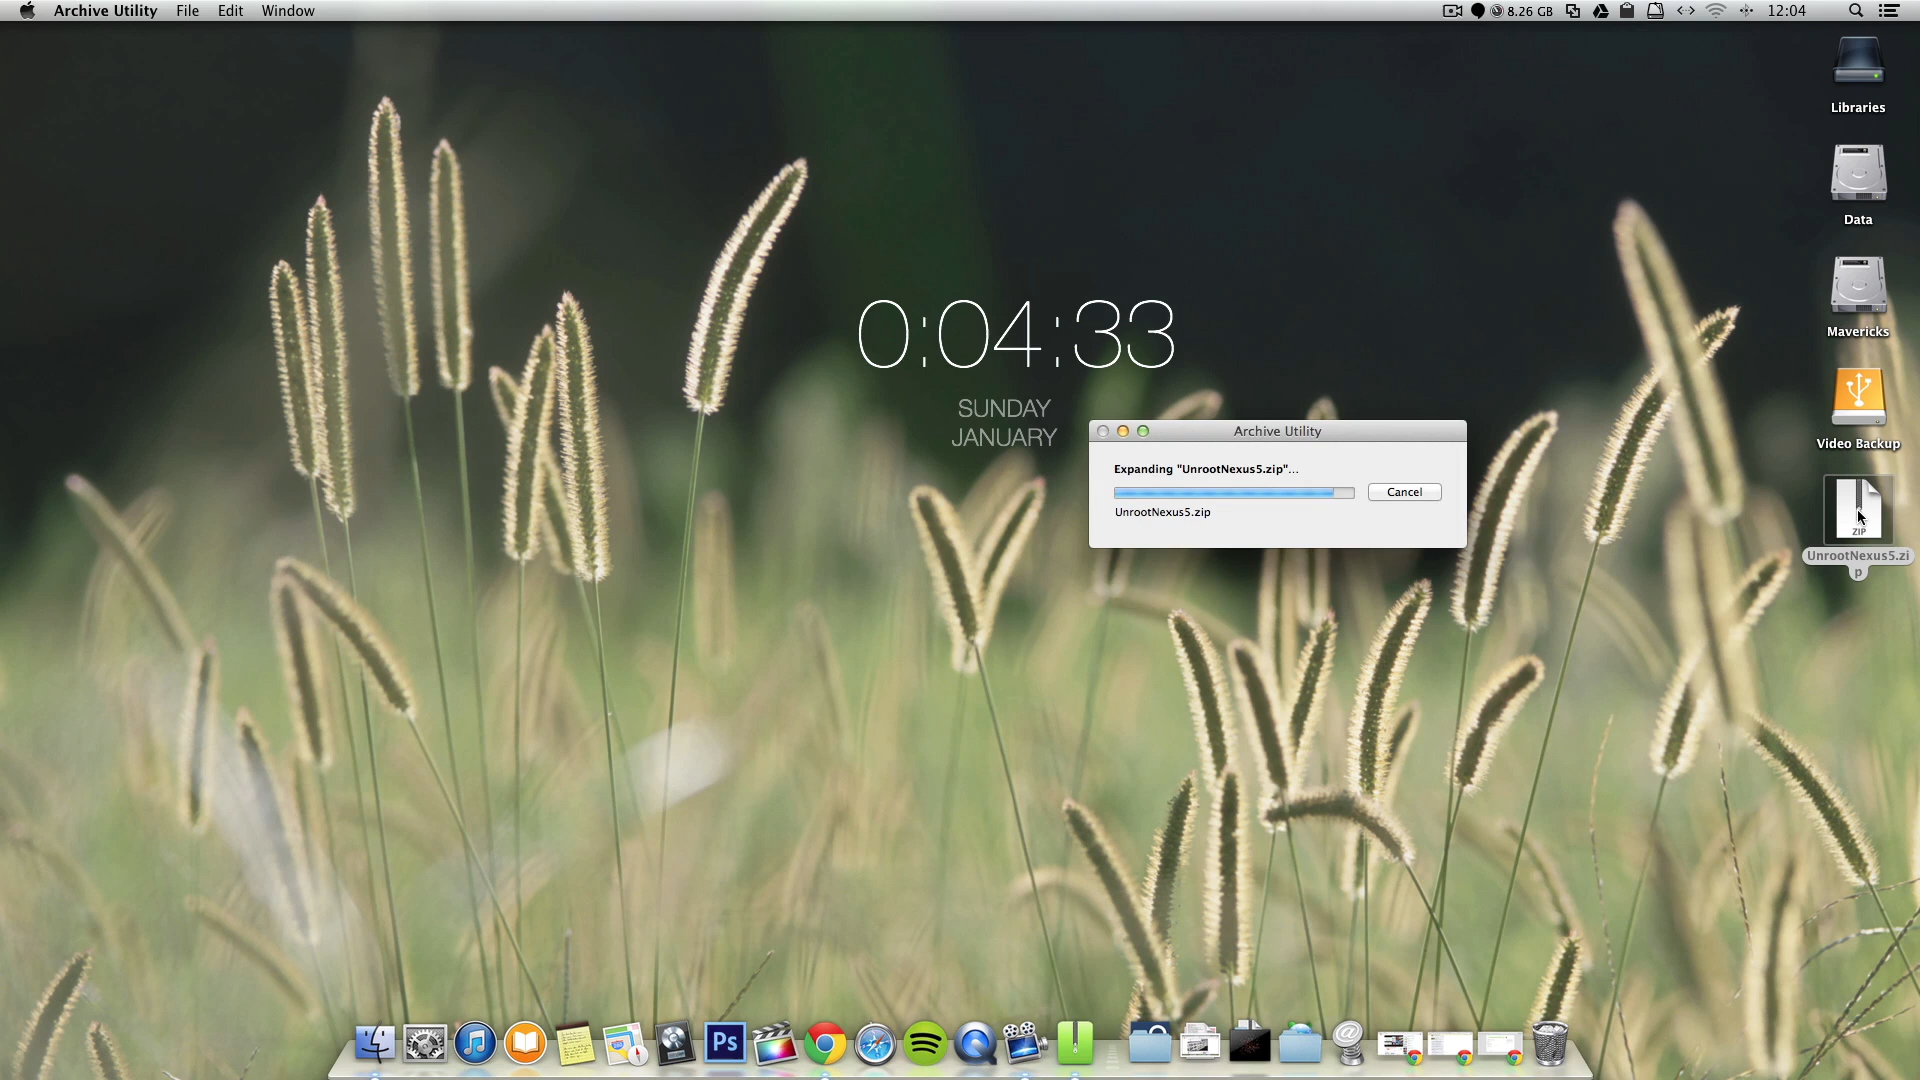 Archive Utility File Edit Window 8.26 GB 12:04
Libraries
Data
0:04:33
Mavericks
SUNDAY
JANUARY
Archive Utility
Video Backup
Expanding "UnrootNexus5.zip"...
Cancel
UnrootNexus5.zip
ZIP
UnrootNexus5.zi
p
Ps